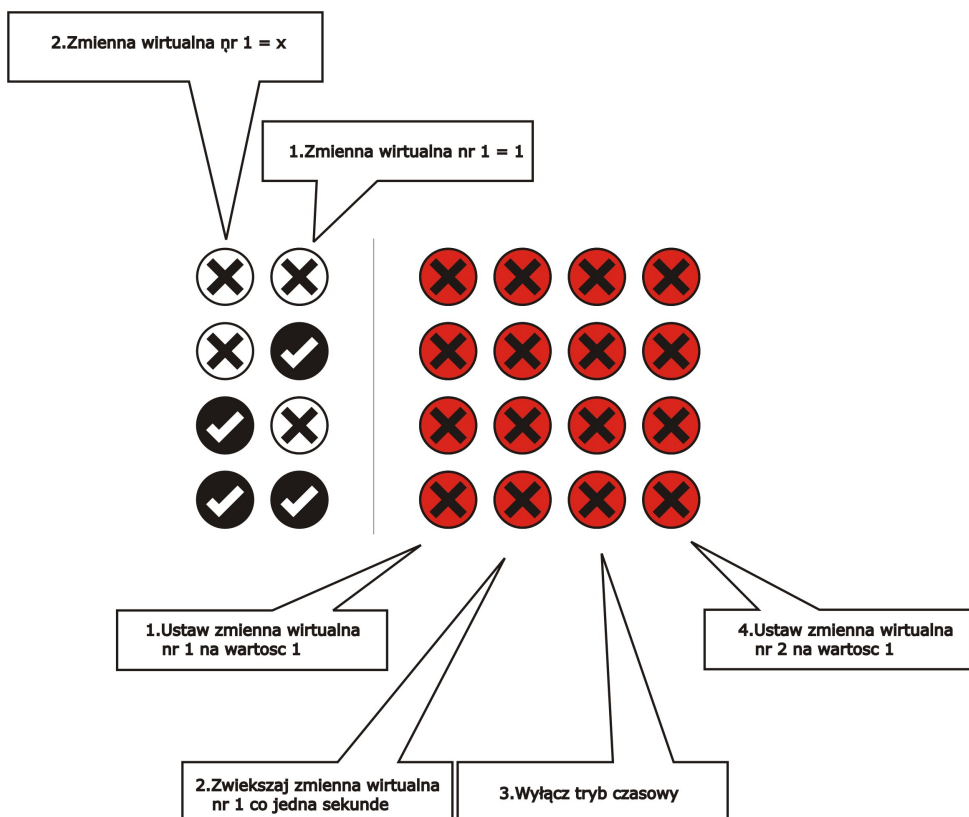 2.Zmienna wirtualna ņr 1 = x
1.Zmienna wirtualna nr 1 = 1
1.Ustaw zmienna wirtualna
nr 1 na wartosc 1
4.Ustaw zmienna wirtualna
nr 2 na wartosc 1
2.Zwiekszaj zmienna wirtualna
nr 1 co jedna sekunde
3.Wyłącz tryb czasowy